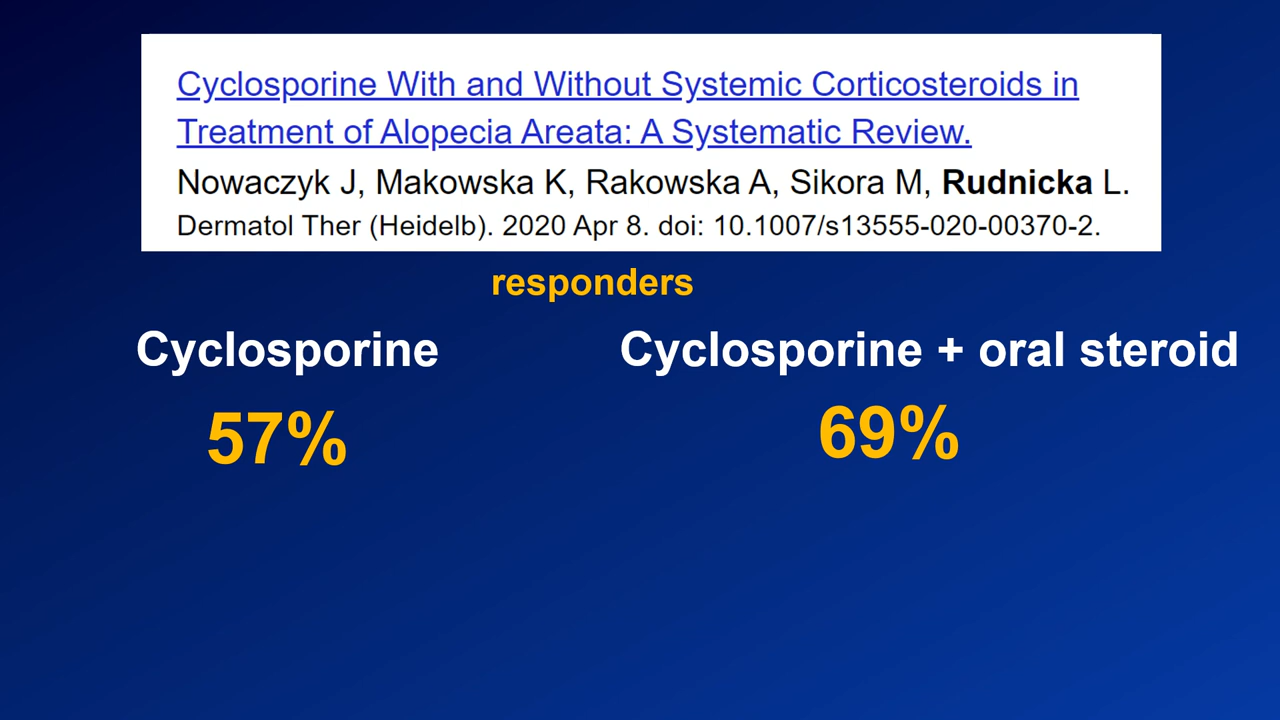 Cyclosporine With and Without Systemic Corticosteroids in
Treatment of Alopecia Areata: A Systematic Review.
Nowaczyk J, Makowska K, Rakowska A, Sikora M, Rudnicka L.
Dermatol Ther (Heidelb). 2020 Apr 8. doi: 10.1007/s13555-020-00370-2.
responders
Cyclosporine
Cyclosporine + oral steroid
57%
69%